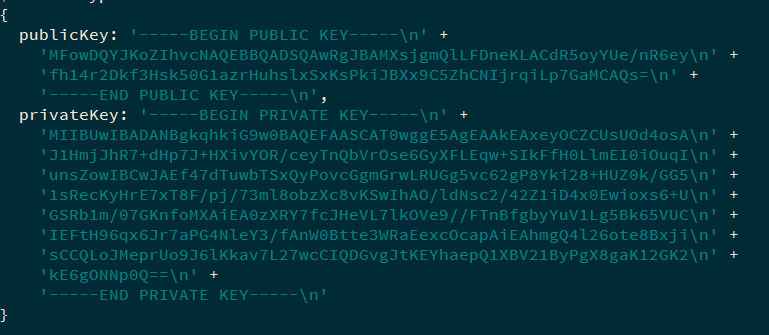 {
publicKey: '-----BEGIN PUBLIC KEY-----\n' +
'MFowDQYJKoZIhvcNAQEBBQADSQAwRgJBAMXsjgmQlLFDneKLACdR5oyYUe/nR6ey\n' +
'fh14r2Dkf3Hsk50G1azrHuhslxSxKsPkiJBXx9C5ZhCNIjrqiLp7GaMCAQs=\n' +
'-----END PUBLIC KEY-----\n',
privateKey: '-----BEGIN PRIVATE KEY-----\n' +
'MIIBUwIBADANBgkqhkiG9w0BAQEFAASCAT0wggE5AgEAAkEAxeyOCZCUsUOd4osA\n' +
'J1HmjJhR7+dHp7J+HXivYOR/ceyTnQbVrOse6GyXFLEqw+SIkFfH0LlmEI0iOuqI\n' +
'unsZowIBCwJAEf47dTuwbTSxQyPovcGgmGrwLRUGg5vc62gP8Yki28+HUZ0k/GG5\n' +
'1sRecKyHrE7xT8F/pj/73ml8obzXc8vKSwIhAO/ldNsc2/42Z1iD4x0Ewioxs6+U\n' +
'GSRb1m/07GKnfoMXAiEA0zXRY7fcJHeVL7lkOVe9//FTnBfgbyYuV1Lg5Bk65VUC\n' +
'IEFtH96qx6Jr7aPG4NleY3/fAnW0Btte3WRaEexcOcapAiEAhmgQ4l26ote8Bxji\n' +
'sCCQLoJMeprUo9J6lKkav7L27wcCIQDGvgJtKEYhaepQ1XBV21ByPgX8gaK12GK2\n' +
'kE6gONNp0Q==\n' +
'-----END PRIVATE KEY-----\n'
}